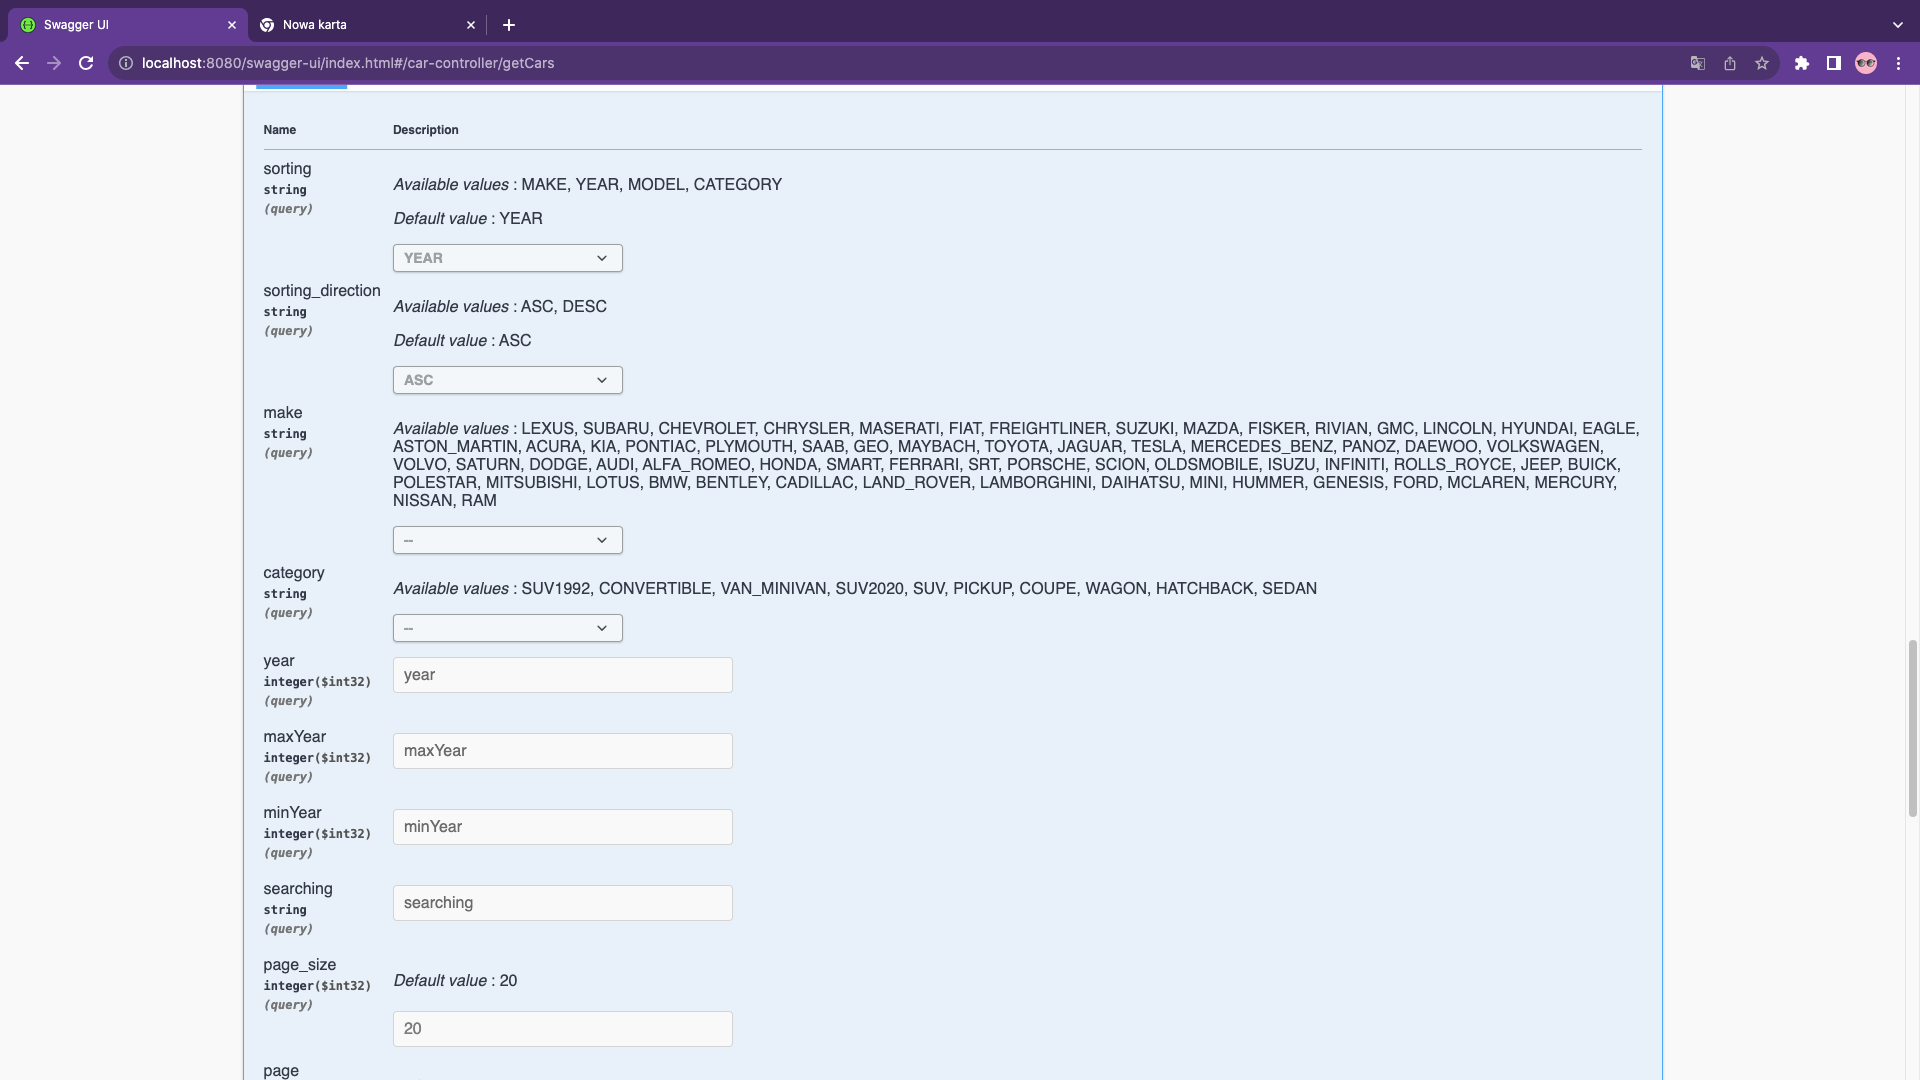 Swagger UI
Nowa karta
localhost:8080/swagger-ui/index.html#/car-controller/getCars
Name Description
sorting
string
(query)
Available values : MAKE, YEAR, MODEL, CATEGORY
Default value : YEAR
YEAR
sorting_direction
string
(query)
Available values : ASC, DESC
Default value : ASC
ASC
make
string
(query)
Available values : LEXUS, SUBARU, CHEVROLET, CHRYSLER, MASERATI, FIAT, FREIGHTLINER, SUZUKI, MAZDA, FISKER, RIVIAN, GMC, LINCOLN, HYUNDAI, EAGLE,
ASTON_MARTIN, ACURA, KIA, PONTIAC, PLYMOUTH, SAAB, GEO, MAYBACH, TOYOTA, JAGUAR, TESLA, MERCEDES_BENZ, PANOZ, DAEWOO, VOLKSWAGEN,
VOLVO, SATURN, DODGE, AUDI, ALFA_ROMEO, HONDA, SMART, FERRARI, SRT, PORSCHE, SCION, OLDSMOBILE, ISUZU, INFINITI, ROLLS_ROYCE, JEEP, BUICK,
POLESTAR, MITSUBISHI, LOTUS, BMW, BENTLEY, CADILLAC, LAND_ROVER, LAMBORGHINI, DAIHATSU, MINI, HUMMER, GENESIS, FORD, MCLAREN, MERCURY,
NISSAN, RAM
--
category
string
(query)
Available values : SUV1992, CONVERTIBLE, VAN_MINIVAN, SUV2020, SUV, PICKUP, COUPE, WAGON, HATCHBACK, SEDAN
--
year
integer($int32)
(query)
year
maxYear
integer($int32)
(query)
maxYear
minYear
integer($int32)
(query)
minYear
searching
string
(query)
searching
page_size
integer($int32)
(query)
Default value : 20
20
page